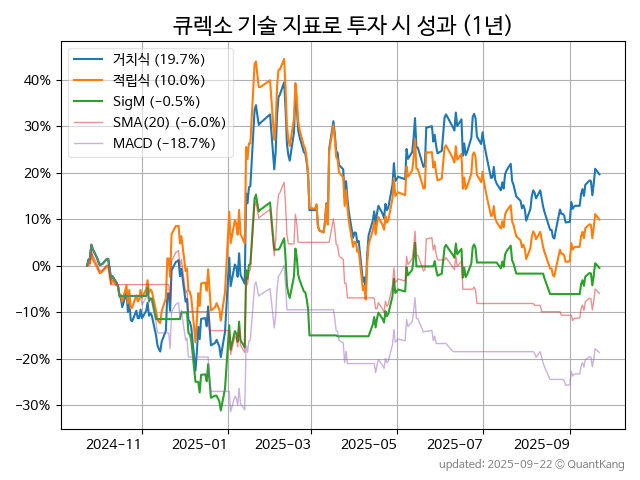 큐렉소 기술 지표로 투자 시 성과 (1년)
거치식 (19.7%)
적립식 (10.0%)
SigM (−0.5%)
SMA(20) (−6.0%)
MACD (−18.7%)
40%
30%
20%
10%
0%
−10%
−20%
−30%
2024-11 2025-01 2025-03 2025-05 2025-07 2025-09
updated: 2025-09-22 © QuantKang